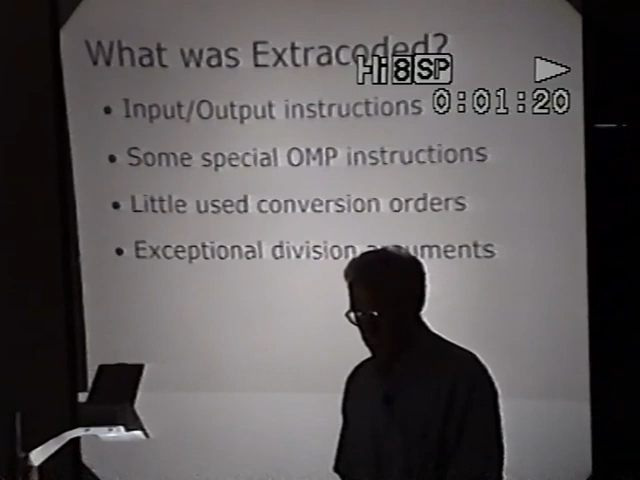 What was Extracoded?
Hi8 SP
0:01:20
• Input/Output instructions
• Some special OMP instructions
• Little used conversion orders
• Exceptional division arguments